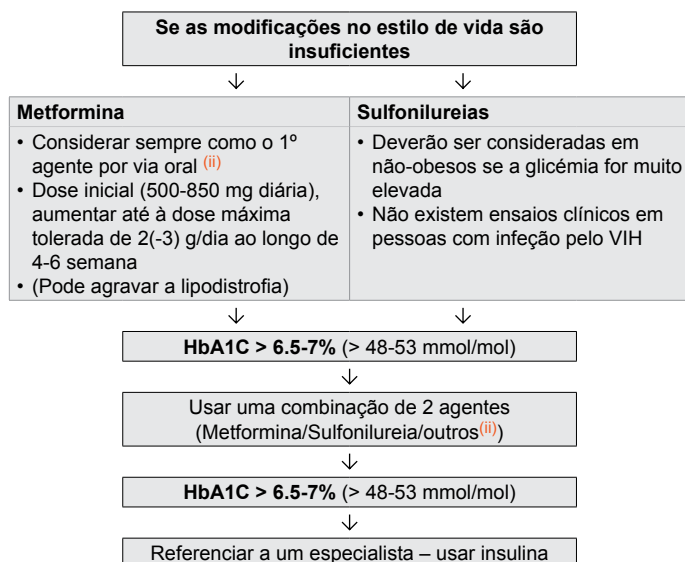 Se as modificações no estilo de vida são
insuficientes
Metformina
• Considerar sempre como o 1º
agente por via oral (ii)
• Dose inicial (500-850 mg diária),
aumentar até à dose máxima
tolerada de 2(-3) g/dia ao longo de
4-6 semana
• (Pode agravar a lipodistrofia)
Sulfonilureias
• Deverão ser consideradas em
não-obesos se a glicémia for muito
elevada
• Não existem ensaios clínicos em
pessoas com infeção pelo VIH
HbA1C > 6.5-7% (> 48-53 mmol/mol)
Usar uma combinação de 2 agentes
(Metformina/Sulfonilureia/outros(ii))
HbA1C > 6.5-7% (> 48-53 mmol/mol)
Referenciar a um especialista – usar insulina